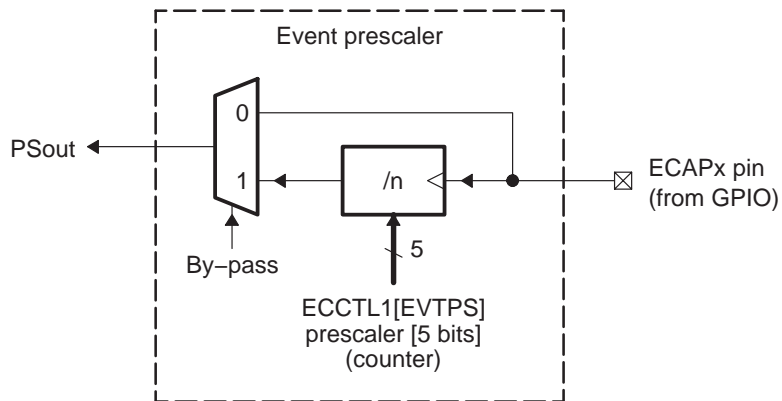 Event prescaler
0
PSout
1
/n
ECAPx pin
(from GPIO)
By−pass
5
ECCTL1[EVTPS]
prescaler [5 bits]
(counter)